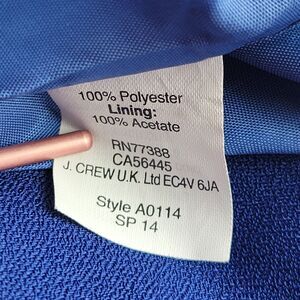 100% Polyester
Lining:
100% Acetate
RN77388
CA56445
J. CREW U.K. Ltd EC4V 6JA
Style A0114
SP 14